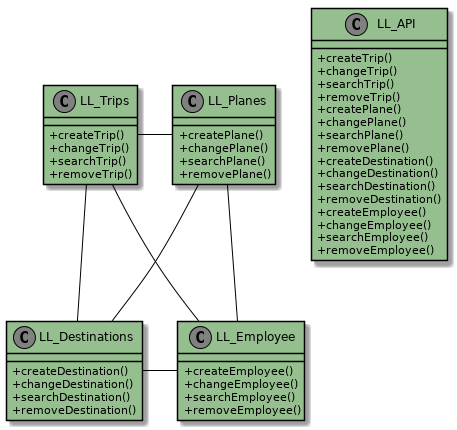 C LL_API
+createTrip()
+changeTrip()
+searchTrip()
+removeTrip()
+createPlane()
+changePlane()
+searchPlane()
+removePlane()
+createDestination()
+changeDestination()
+searchDestination()
+removeDestination()
+createEmployee()
+changeEmployee()
+searchEmployee()
+removeEmployee()
C LL_Trips
+createTrip()
+changeTrip()
+searchTrip()
+removeTrip()
C LL_Planes
+createPlane()
+changePlane()
+searchPlane()
+removePlane()
C LL_Destinations
+createDestination()
+changeDestination()
+searchDestination()
+removeDestination()
C LL_Employee
+createEmployee()
+changeEmployee()
+searchEmployee()
+removeEmployee()